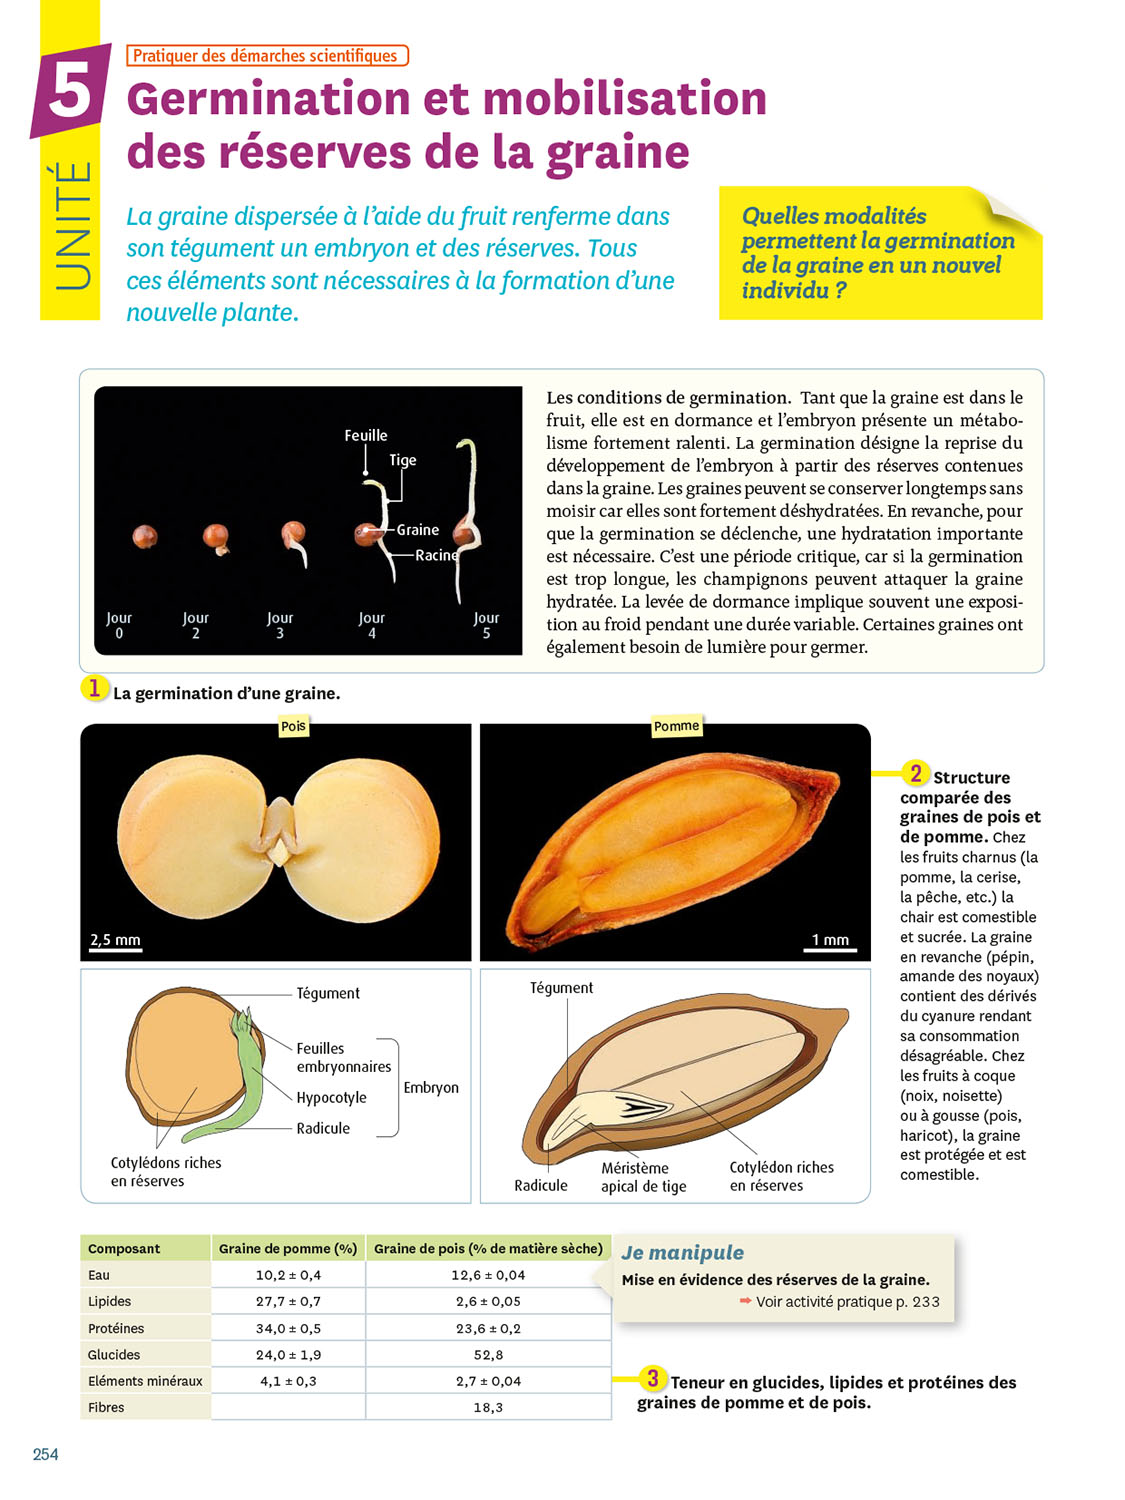 Pratiquer des démarches scientifiques
5
UNITÉ
Germination et mobilisation
des réserves de la graine
La graine dispersée à l'aide du fruit renferme dans
son tégument un embryon et des réserves. Tous
ces éléments sont nécessaires à la formation d'une
nouvelle plante.
Quelles modalités
permettent la germination
de la graine en un nouvel
individu ?
Feuille
Tige
Graine
Racine
Jour
0
Jour
2
Jour
3
Jour
4
Jour
5
Les conditions de germination. Tant que la graine est dans le
fruit, elle est en dormance et l'embryon présente un métabo-
lisme fortement ralenti. La germination désigne la reprise du
développement de l'embryon à partir des réserves contenues
dans la graine. Les graines peuvent se conserver longtemps sans
moisir car elles sont fortement déshydratées. En revanche, pour
que la germination se déclenche, une hydratation importante
est nécessaire. C'est une période critique, car si la germination
est trop longue, les champignons peuvent attaquer la graine
hydratée. La levée de dormance implique souvent une exposi-
tion au froid pendant une durée variable. Certaines graines ont
également besoin de lumière pour germer.
1 La germination d'une graine.
Pois
2,5 mm
Pomme
1 mm
Tégument
Feuilles
embryonnaires
Hypocotyle
Radicule
Embryon
Cotylédons riches
en réserves
Tégument
Radicule
Méristème
apical de tige
Cotylédon riches
en réserves
2 Structure
comparée des
graines de pois et
de pomme. Chez
les fruits charnus (la
pomme, la cerise,
la pêche, etc.) la
chair est comestible
et sucrée. La graine
en revanche (pépin,
amande des noyaux)
contient des dérivés
du cyanure rendant
sa consommation
désagréable. Chez
les fruits à coque
(noix, noisette)
ou à gousse (pois,
haricot), la graine
est protégée et est
comestible.
Composant Graine de pomme (%) Graine de pois (% de matière sèche)
Eau 10,2 ± 0,4 12,6 ± 0,04
Lipides 27,7 ± 0,7 2,6 ± 0,05
Protéines 34,0 ± 0,5 23,6 ± 0,2
Glucides 24,0 ± 1,9 52,8
Eléments minéraux 4,1 ± 0,3 2,7 ± 0,04
Fibres 18,3
Je manipule
Mise en évidence des réserves de la graine.
➡ Voir activité pratique p. 233
3 Teneur en glucides, lipides et protéines des
graines de pomme et de pois.
254